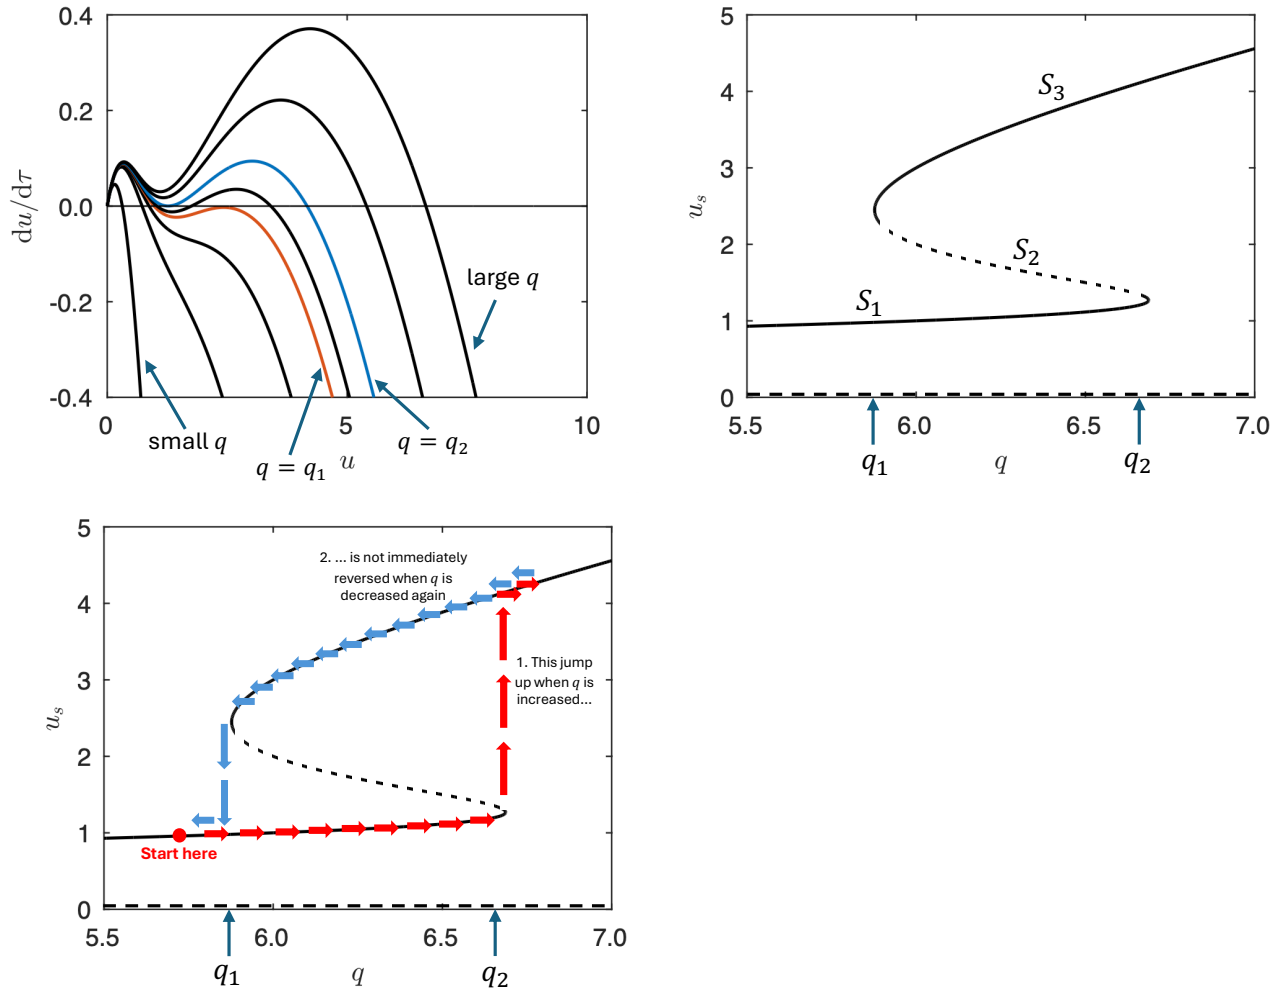 0.4
0.2
0.0
-0.2
-0.4
du/dτ
0
5
10
u
small q
q = q₁
q = q₂
large q
5
4
3
2
1
0
uₛ
S₃
S₂
S₁
5.5
6.0
6.5
7.0
q₁
q
q₂
5
4
3
2
1
0
uₛ
2. ... is not immediately
reversed when q is
decreased again
1. This jump
up when q is
increased...
Start here
5.5
6.0
6.5
7.0
q₁
q
q₂